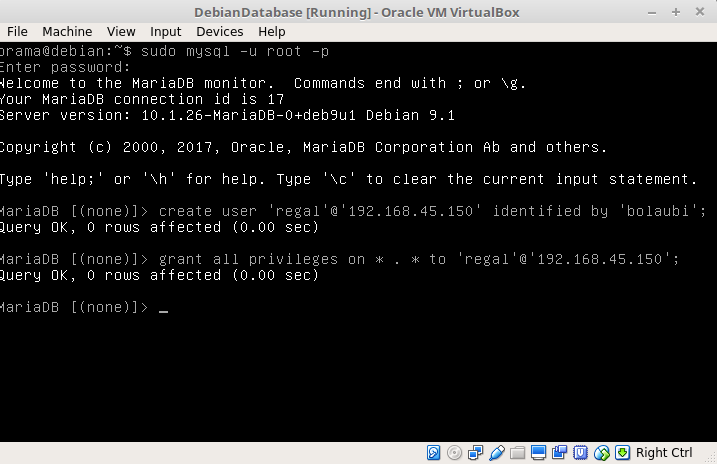 DebianDatabase [Running] - Oracle VM VirtualBox
File Machine View Input Devices Help
orama@debian:~$ sudo mysql -u root -p
Enter password:
Welcome to the MariaDB monitor.  Commands end with ; or \g.
Your MariaDB connection id is 17
Server version: 10.1.26-MariaDB-0+deb9u1 Debian 9.1
Copyright (c) 2000, 2017, Oracle, MariaDB Corporation Ab and others.
Type 'help;' or '\h' for help. Type '\c' to clear the current input statement.
MariaDB [(none)]> create user 'regal'@'192.168.45.150' identified by 'bolaubi';
Query OK, 0 rows affected (0.00 sec)
MariaDB [(none)]> grant all privileges on * . * to 'regal'@'192.168.45.150';
Query OK, 0 rows affected (0.00 sec)
MariaDB [(none)]> _
Right Ctrl